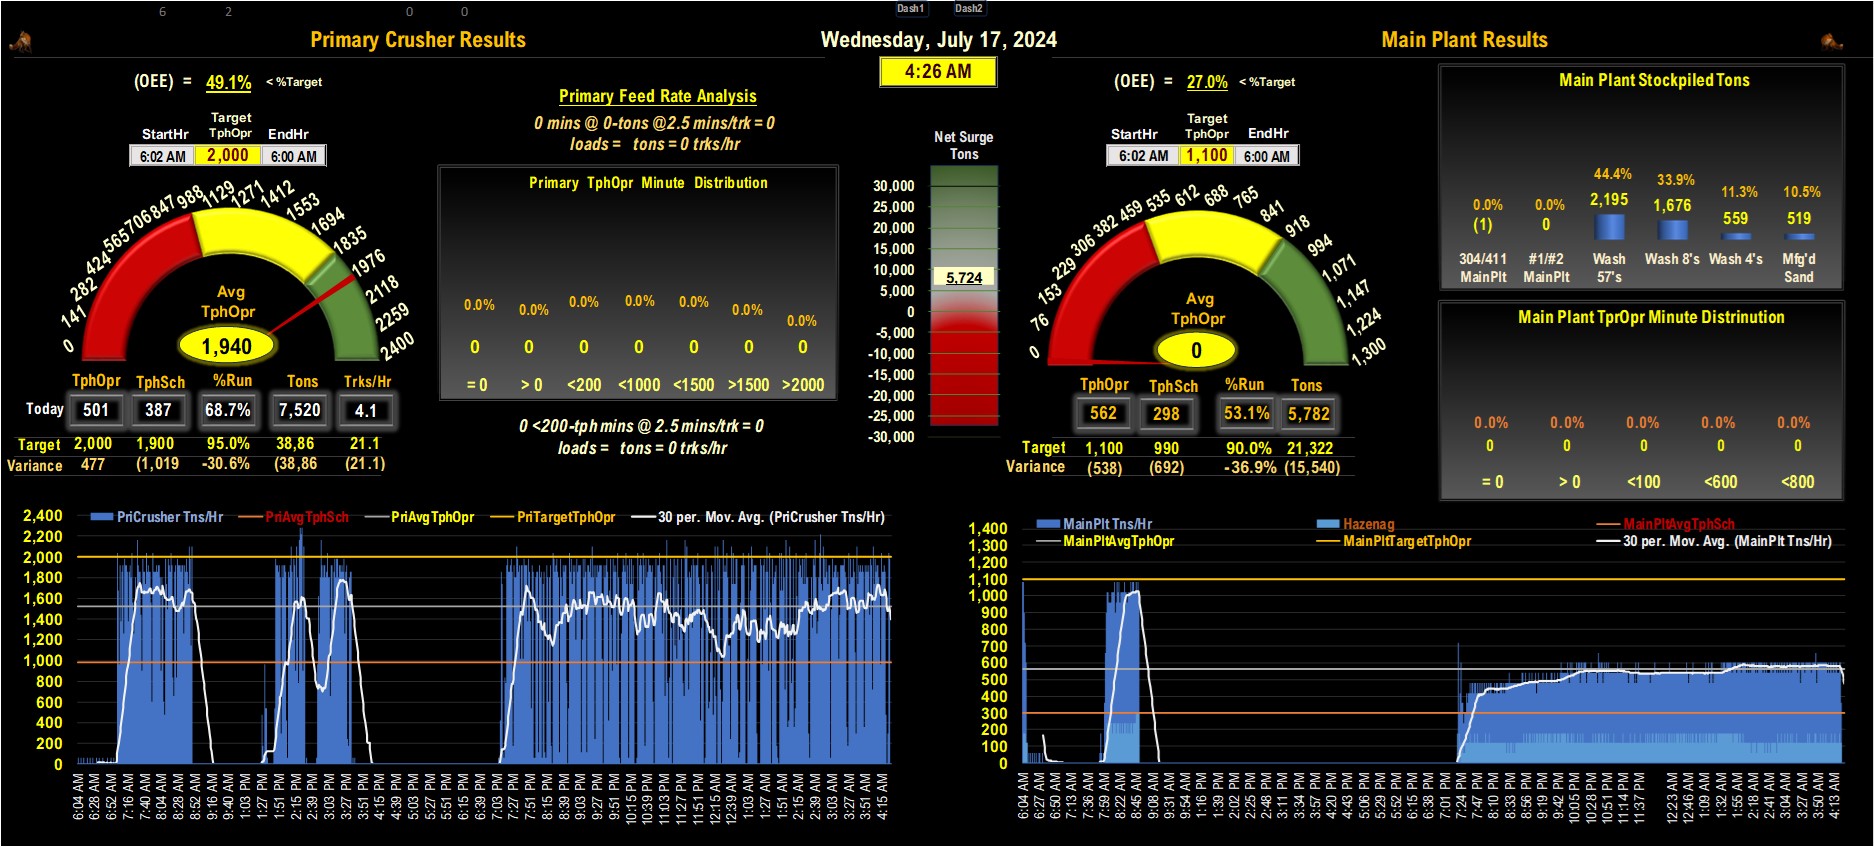 6 2 0 0 Dash1 Dash2
Primary Crusher Results
Wednesday, July 17, 2024
Main Plant Results
4:26 AM
(OEE) = 49.1% < %Target
Target
StartHr TphOpr EndHr
6:02 AM 2,000 6:00 AM
0 141 282 424 565 706 847 988 1129 1271 1412 1553 1694 1835 1976 2118 2259 2400
Avg
TphOpr
1,940
TphOpr TphSch %Run Tons Trks/Hr
Today 501 387 68.7% 7,520 4.1
Target 2,000 1,900 95.0% 38,86 21.1
Variance 477 (1,019 -30.6% (38,86 (21.1)
Primary Feed Rate Analysis
0 mins @ 0-tons @2.5 mins/trk = 0
loads = tons = 0 trks/hr
Primary TphOpr Minute Distribution
0.0% 0.0% 0.0% 0.0% 0.0% 0.0% 0.0%
0 0 0 0 0 0 0
= 0 > 0 <200 <1000 <1500 >1500 >2000
0 <200-tph mins @ 2.5 mins/trk = 0
loads = tons = 0 trks/hr
Net Surge
Tons
30,000
25,000
20,000
15,000
10,000
5,724
5,000
0
-5,000
-10,000
-15,000
-20,000
-25,000
-30,000
(OEE) = 27.0% < %Target
Target
StartHr TphOpr EndHr
6:02 AM 1,100 6:00 AM
0 76 153 229 306 382 459 535 612 688 765 841 918 994 1,071 1,147 1,224 1,300
Avg
TphOpr
0
TphOpr TphSch %Run Tons
562 298 53.1% 5,782
Target 1,100 990 90.0% 21,322
Variance (538) (692) -36.9% (15,540)
Main Plant Stockpiled Tons
0.0% 0.0% 44.4% 33.9% 11.3% 10.5%
(1) 0 2,195 1,676 559 519
304/411 #1/#2 Wash Wash 8's Wash 4's Mfg'd
MainPlt MainPlt 57's Sand
Main Plant TprOpr Minute Distrinution
0.0% 0.0% 0.0% 0.0% 0.0%
0 0 0 0 0
= 0 > 0 <100 <600 <800
PriCrusher Tns/Hr PriAvgTphSch PriAvgTphOpr PriTargetTphOpr 30 per. Mov. Avg. (PriCrusher Tns/Hr)
2,400
2,200
2,000
1,800
1,600
1,400
1,200
1,000
800
600
400
200
0
6:04 AM 6:28 AM 6:52 AM 7:16 AM 7:40 AM 8:04 AM 8:28 AM 8:52 AM 9:16 AM 9:40 AM 1:03 PM 1:27 PM 1:51 PM 2:15 PM 2:39 PM 3:03 PM 3:27 PM 3:51 PM 4:15 PM 4:39 PM 5:03 PM 5:27 PM 5:51 PM 6:15 PM 6:39 PM 7:03 PM 7:27 PM 7:51 PM 8:15 PM 8:39 PM 9:03 PM 9:27 PM 9:51 PM 10:15 PM 10:39 PM 11:03 PM 11:27 PM 11:51 PM 12:15 AM 12:39 AM 1:03 AM 1:27 AM 1:51 AM 2:15 AM 2:39 AM 3:03 AM 3:27 AM 3:51 AM 4:15 AM
MainPlt Tns/Hr Hazenag MainPltAvgTphSch
MainPltAvgTphOpr MainPltTargetTphOpr 30 per. Mov. Avg. (MainPlt Tns/Hr)
1,400
1,300
1,200
1,100
1,000
900
800
700
600
500
400
300
200
100
0
6:04 AM 6:27 AM 6:50 AM 7:13 AM 7:36 AM 7:59 AM 8:22 AM 8:45 AM 9:08 AM 9:31 AM 9:54 AM 1:16 PM 1:39 PM 2:02 PM 2:25 PM 2:48 PM 3:11 PM 3:34 PM 3:57 PM 4:20 PM 4:43 PM 5:06 PM 5:29 PM 5:52 PM 6:15 PM 6:38 PM 7:01 PM 7:24 PM 7:47 PM 8:10 PM 8:33 PM 8:56 PM 9:19 PM 9:42 PM 10:05 PM 10:28 PM 10:51 PM 11:14 PM 11:37 PM 12:23 AM 12:46 AM 1:09 AM 1:32 AM 1:55 AM 2:18 AM 2:41 AM 3:04 AM 3:27 AM 3:50 AM 4:13 AM